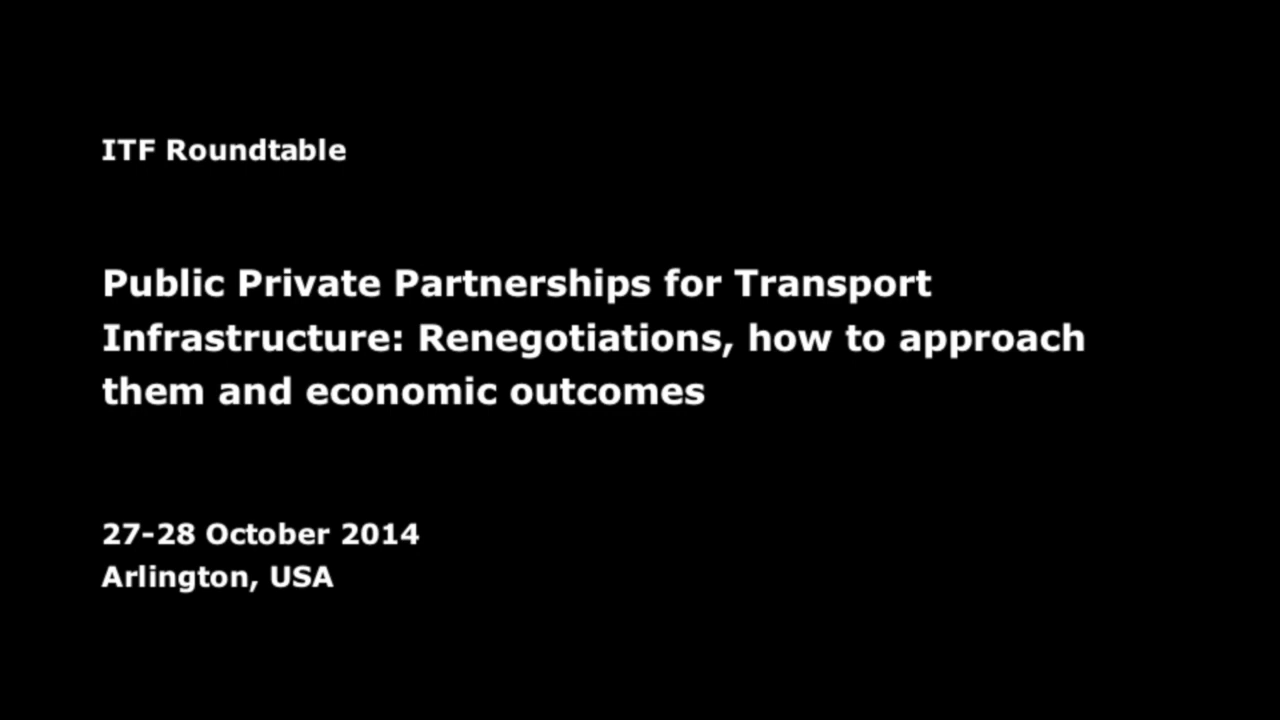 ITF Roundtable
Public Private Partnerships for Transport
Infrastructure: Renegotiations, how to approach
them and economic outcomes
27-28 October 2014
Arlington, USA